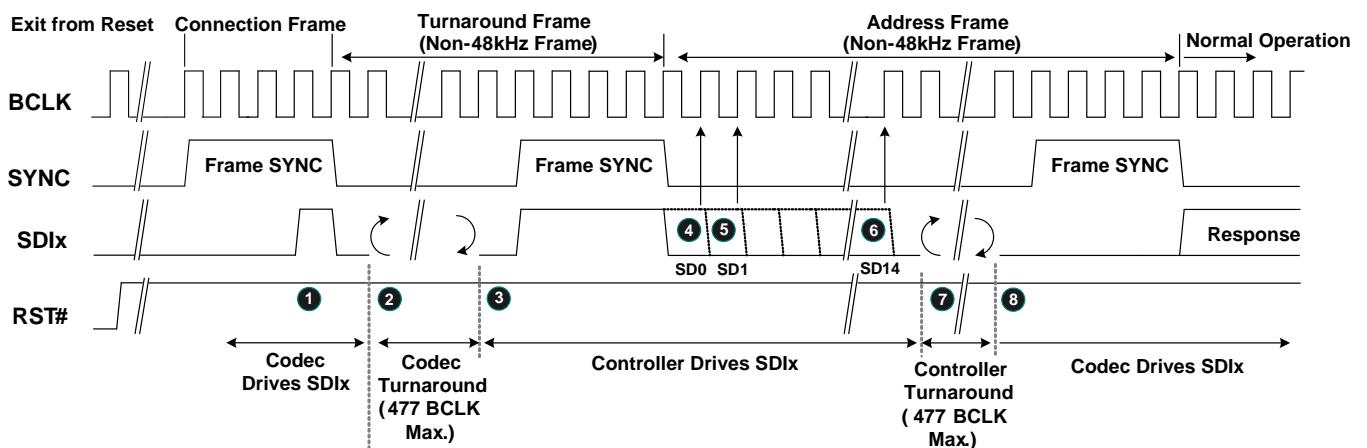 Exit from Reset
Connection Frame
Turnaround Frame
(Non-48kHz Frame)
Address Frame
(Non-48kHz Frame)
Normal Operation
BCLK
SYNC
Frame SYNC
Frame SYNC
Frame SYNC
SDIx
4
5
6
Response
SD0
SD1
SD14
RST#
1
2
3
7
8
Codec
Drives SDIx
Codec
Turnaround
( 477 BCLK
Max.)
Controller Drives SDIx
Controller
Turnaround
( 477 BCLK
Max.)
Codec Drives SDIx